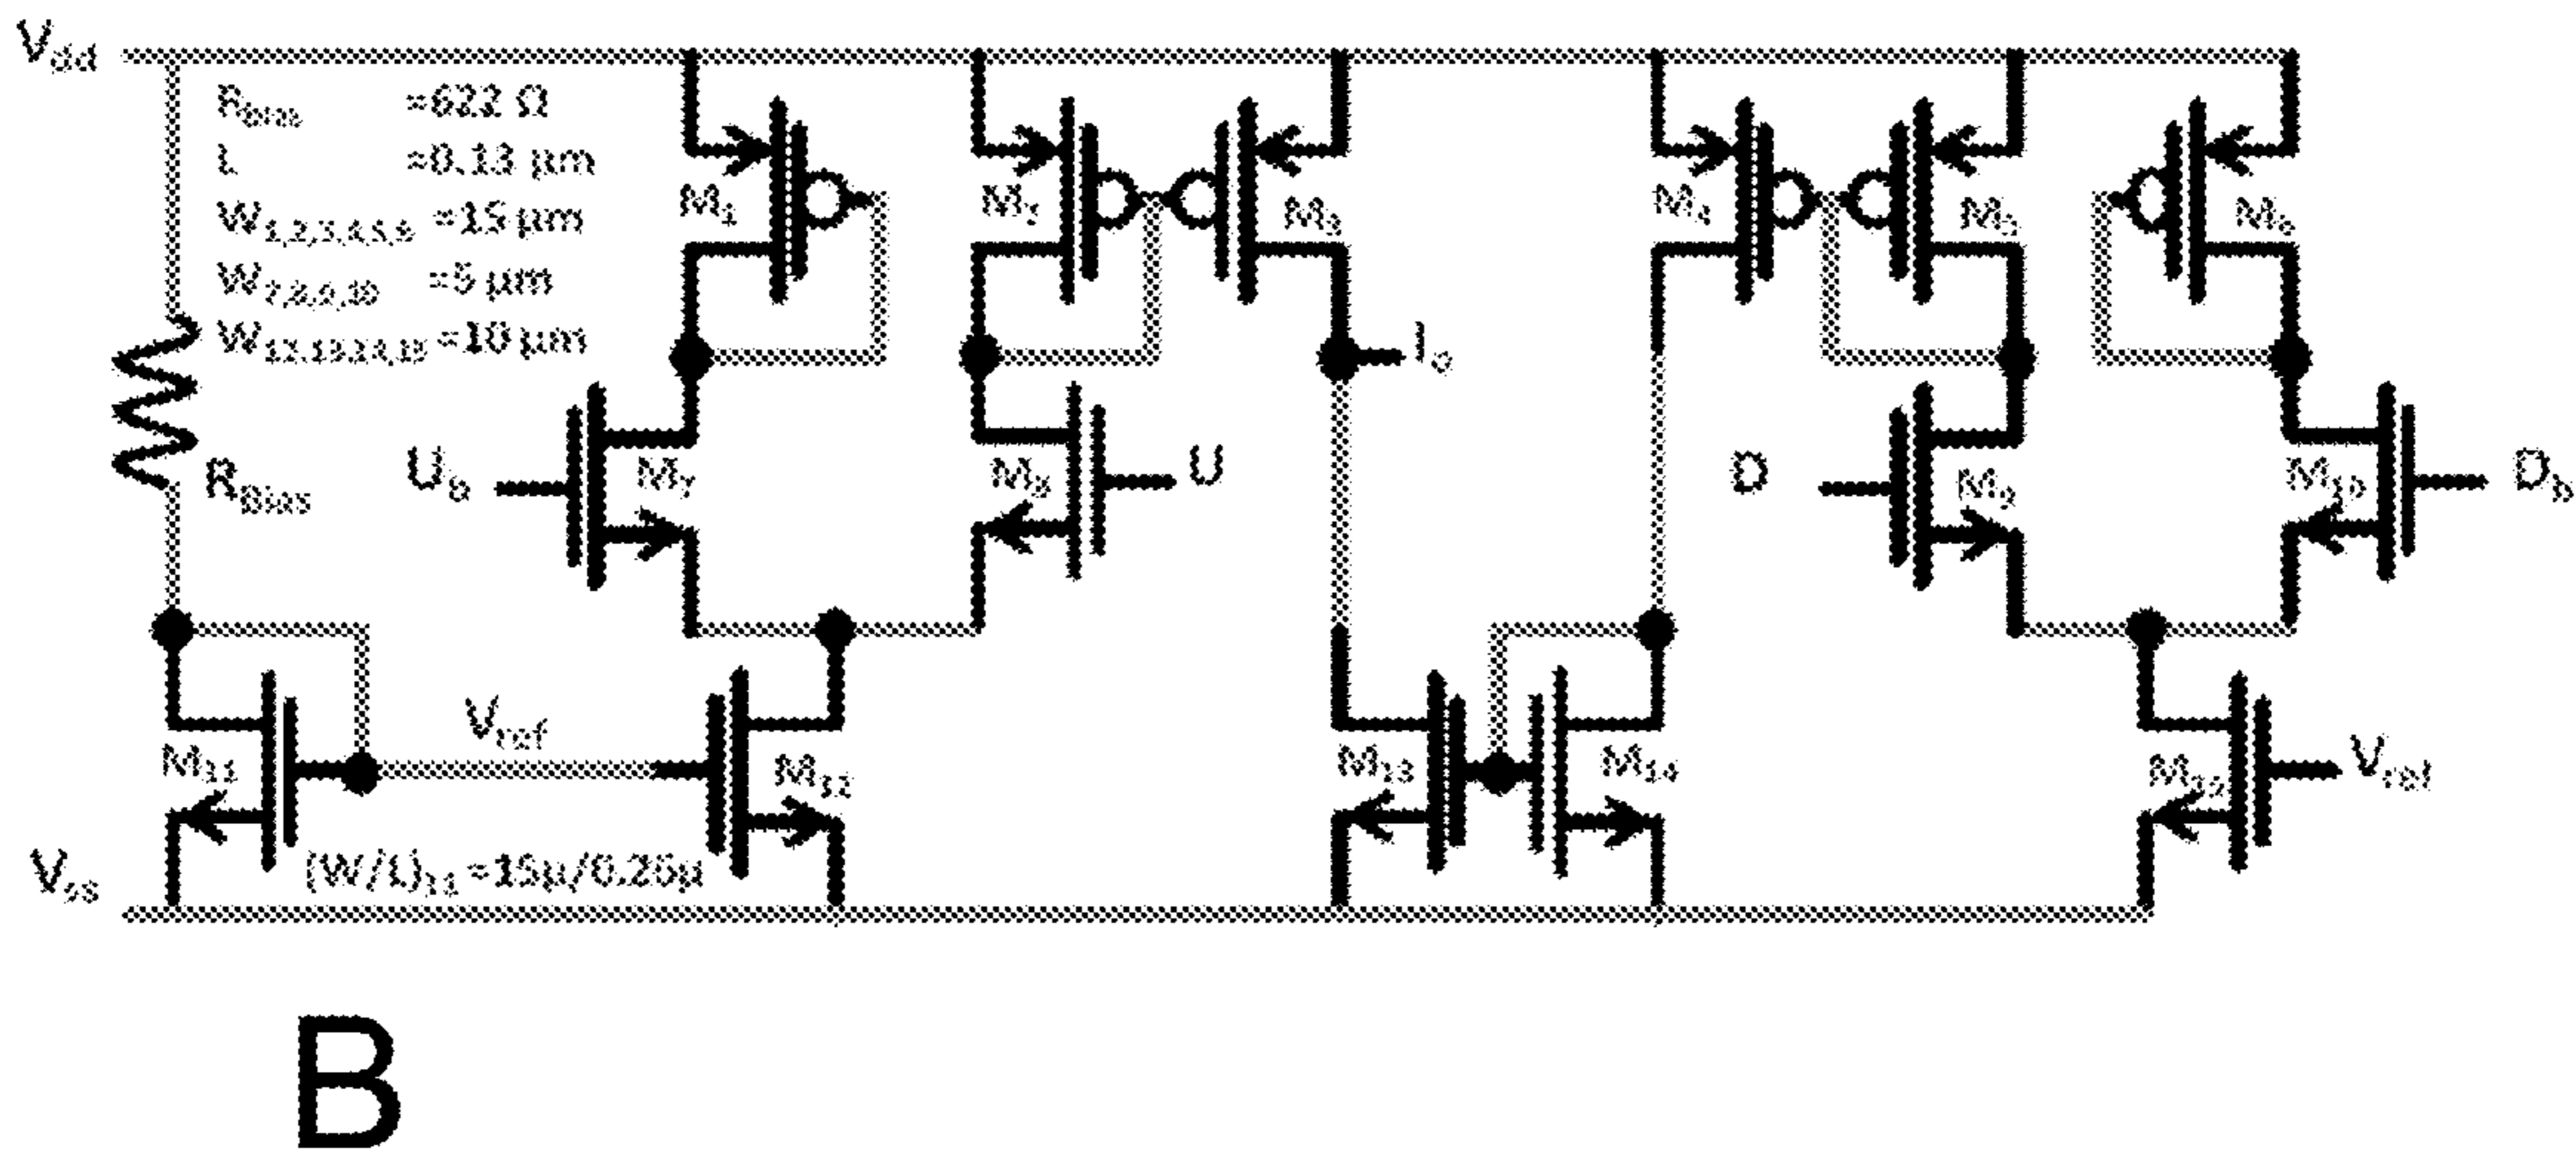 Vdd
Rbias =622 Ω
L =0.13 μm
W1,2,3,4,5,6 =15 μm
W7,8,9,10 =5 μm
W12,13,14,15 =10 μm
M1
M2
M3
M4
M5
M6
Io
RBias
Ub
M7
M8
U
D
M9
M10
Db
M11
Vref
M12
M13
M14
M15
Vref
Vss
(W/L)11 =15μ/0.26μ
B